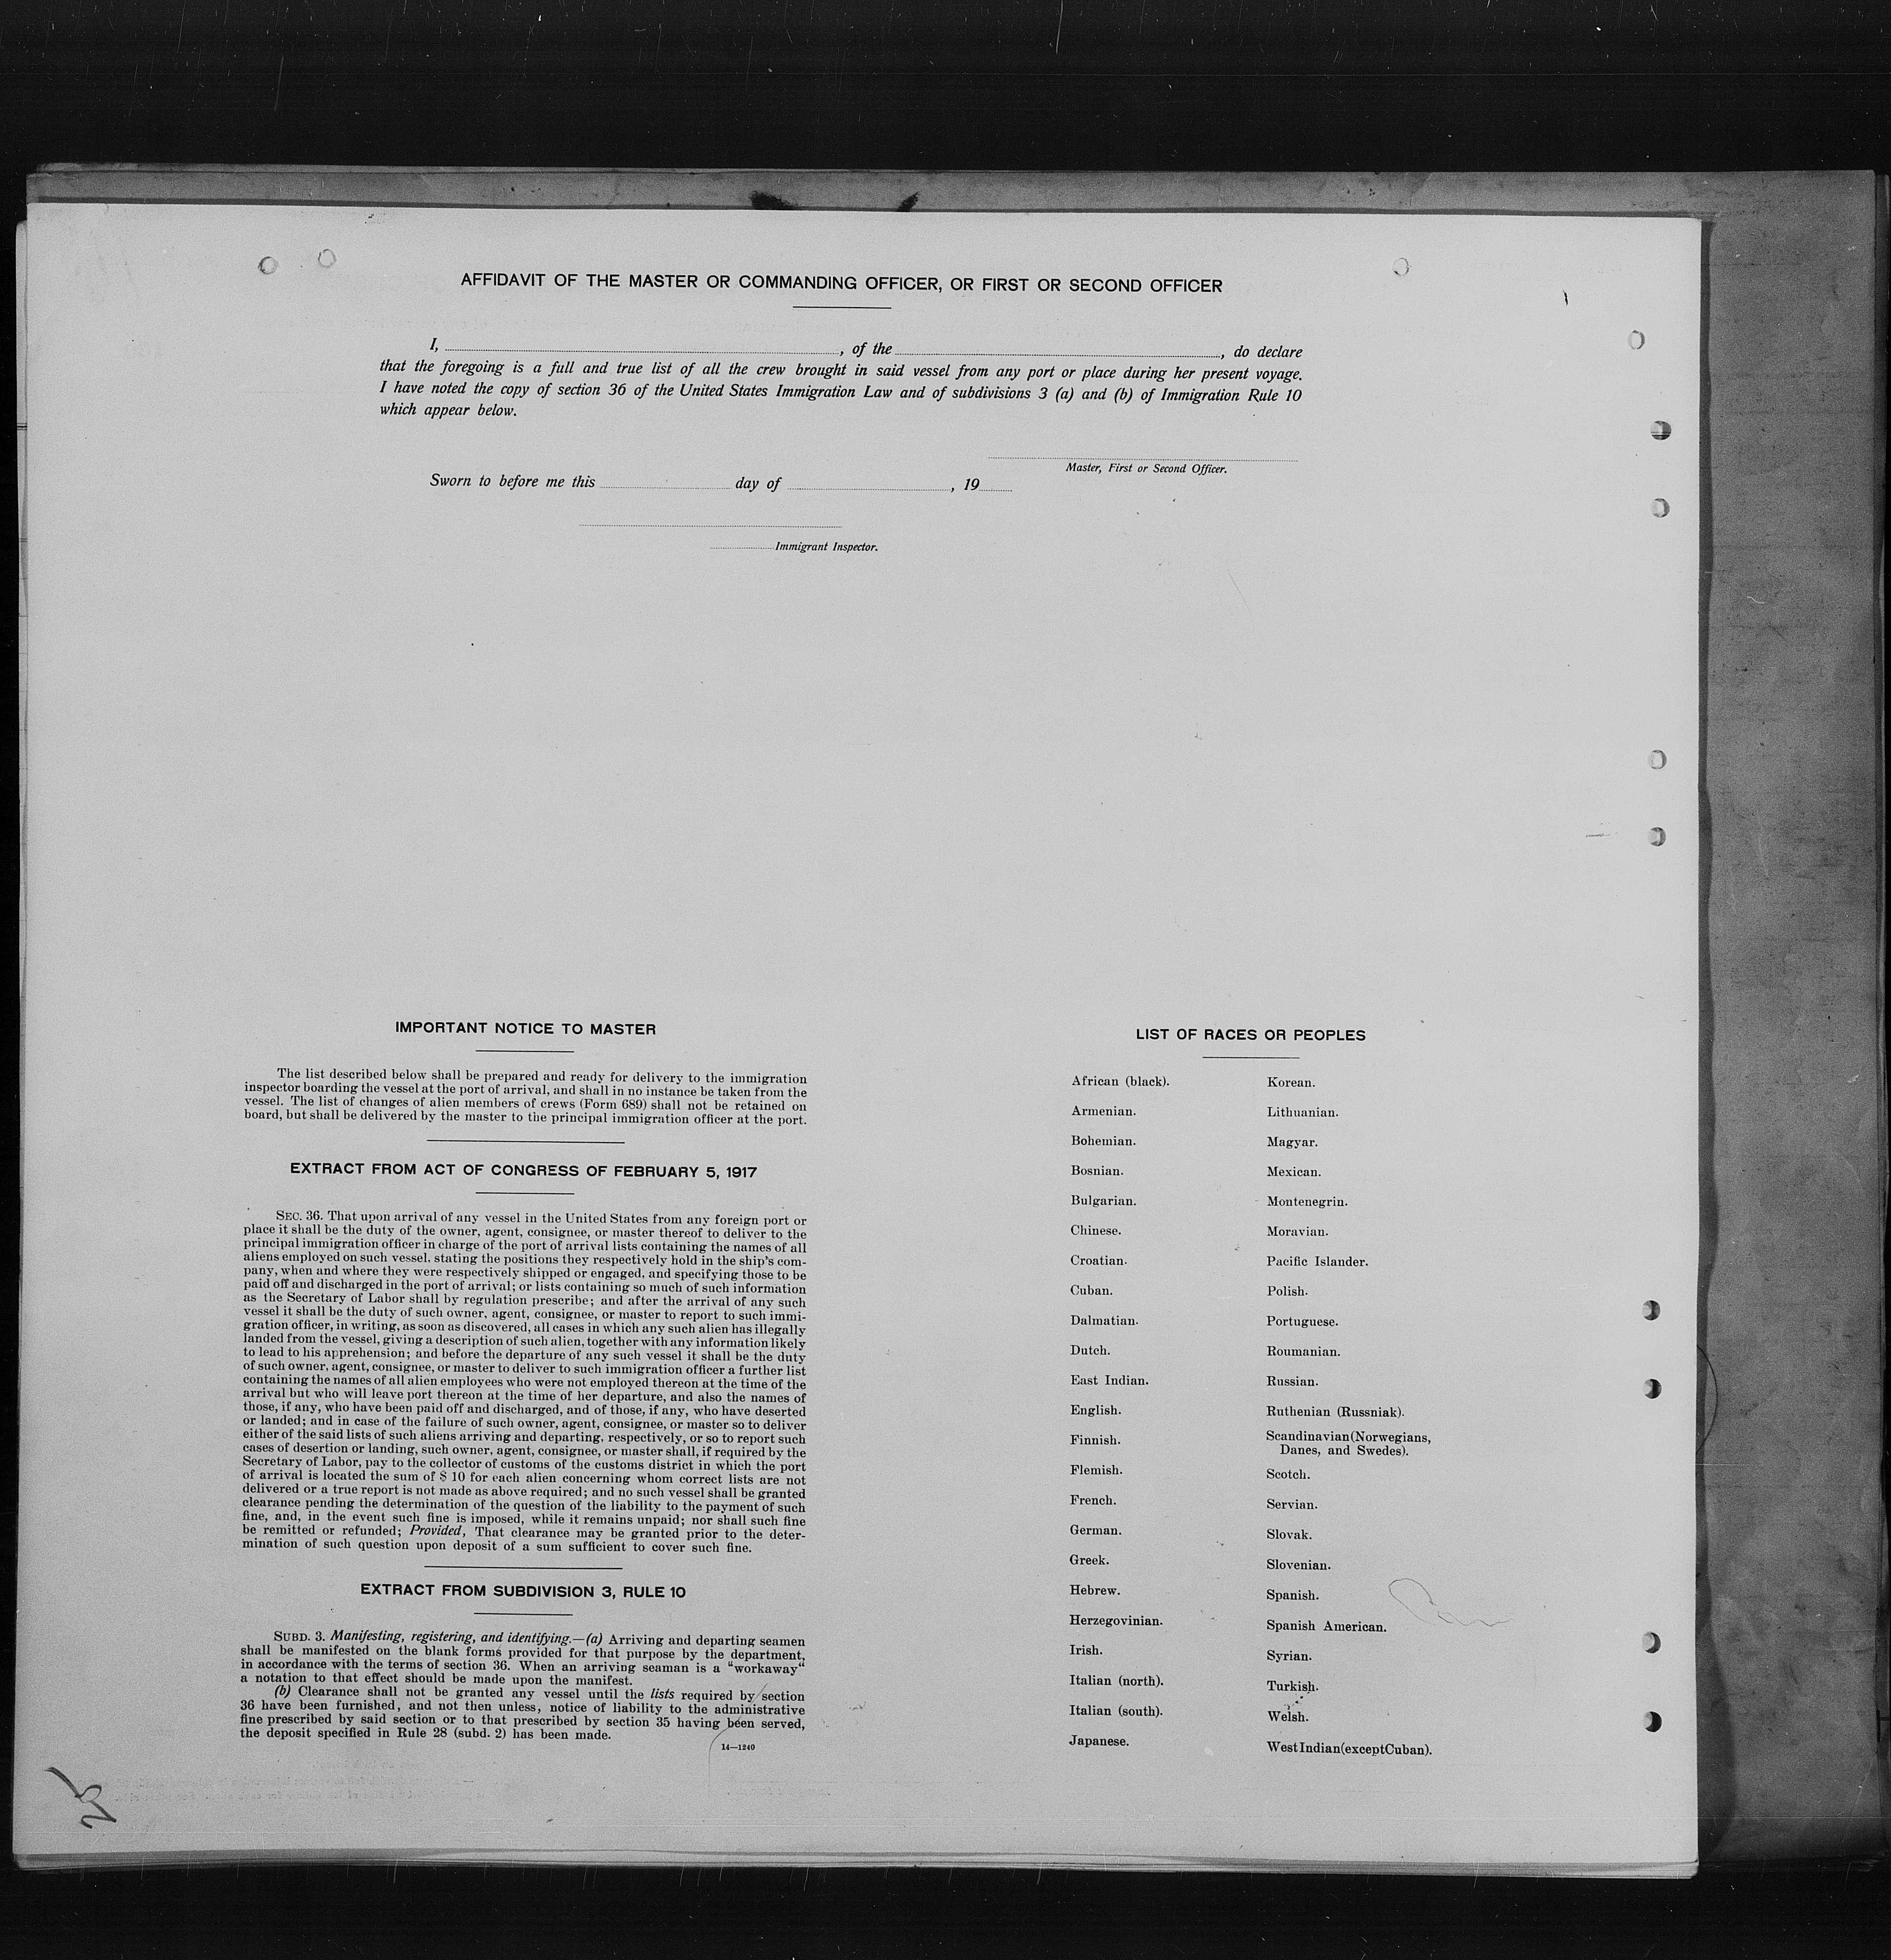 AFFIDAVIT OF THE MASTER OR COMMANDING OFFICER, OR FIRST OR SECOND OFFICER
I, , of the , do declare
that the foregoing is a full and true list of all the crew brought in said vessel from any port or place during her present voyage.
I have noted the copy of section 36 of the United States Immigration Law and of subdivisions 3 (a) and (b) of Immigration Rule 10
which appear below.
Master, First or Second Officer.
Sworn to before me this day of , 19
Immigrant Inspector.
IMPORTANT NOTICE TO MASTER
The list described below shall be prepared and ready for delivery to the immigration
inspector boarding the vessel at the port of arrival, and shall in no instance be taken from the
vessel. The list of changes of alien members of crews (Form 689) shall not be retained on
board, but shall be delivered by the master to the principal immigration officer at the port.
EXTRACT FROM ACT OF CONGRESS OF FEBRUARY 5, 1917
SEC. 36. That upon arrival of any vessel in the United States from any foreign port or
place it shall be the duty of the owner, agent, consignee, or master thereof to deliver to the
principal immigration officer in charge of the port of arrival lists containing the names of all
aliens employed on such vessel, stating the positions they respectively hold in the ship's com-
pany, when and where they were respectively shipped or engaged, and specifying those to be
paid off and discharged in the port of arrival; or lists containing so much of such information
as the Secretary of Labor shall by regulation prescribe; and after the arrival of any such
vessel it shall be the duty of such owner, agent, consignee, or master to report to such immi-
gration officer, in writing, as soon as discovered, all cases in which any such alien has illegally
landed from the vessel, giving a description of such alien, together with any information likely
to lead to his apprehension; and before the departure of any such vessel it shall be the duty
of such owner, agent, consignee, or master to deliver to such immigration officer a further list
containing the names of all alien employees who were not employed thereon at the time of the
arrival but who will leave port thereon at the time of her departure, and also the names of
those, if any, who have been paid off and discharged, and of those, if any, who have deserted
or landed; and in case of the failure of such owner, agent, consignee, or master so to deliver
either of the said lists of such aliens arriving and departing, respectively, or so to report such
cases of desertion or landing, such owner, agent, consignee, or master shall, if required by the
Secretary of Labor, pay to the collector of customs of the customs district in which the port
of arrival is located the sum of $ 10 for each alien concerning whom correct lists are not
delivered or a true report is not made as above required; and no such vessel shall be granted
clearance pending the determination of the question of the liability to the payment of such
fine, and, in the event such fine is imposed, while it remains unpaid; nor shall such fine
be remitted or refunded; Provided, That clearance may be granted prior to the deter-
mination of such question upon deposit of a sum sufficient to cover such fine.
EXTRACT FROM SUBDIVISION 3, RULE 10
SUBD. 3. Manifesting, registering, and identifying.—(a) Arriving and departing seamen
shall be manifested on the blank forms provided for that purpose by the department,
in accordance with the terms of section 36. When an arriving seaman is a “workaway“
a notation to that effect should be made upon the manifest.
(b) Clearance shall not be granted any vessel until the lists required by section
36 have been furnished, and not then unless, notice of liability to the administrative
fine prescribed by said section or to that prescribed by section 35 having been served,
the deposit specified in Rule 28 (subd. 2) has been made.
14—1240
LIST OF RACES OR PEOPLES
African (black).
Armenian.
Bohemian.
Bosnian.
Bulgarian.
Chinese.
Croatian.
Cuban.
Dalmatian.
Dutch.
East Indian.
English.
Finnish.
Flemish.
French.
German.
Greek.
Hebrew.
Herzegovinian.
Irish.
Italian (north).
Italian (south).
Japanese.
Korean.
Lithuanian.
Magyar.
Mexican.
Montenegrin.
Moravian.
Pacific Islander.
Polish.
Portuguese.
Roumanian.
Russian.
Ruthenian (Russniak).
Scandinavian(Norwegians,
Danes, and Swedes).
Scotch.
Servian.
Slovak.
Slovenian.
Spanish.
Spanish American.
Syrian.
Turkish.
Welsh.
West Indian (except Cuban).